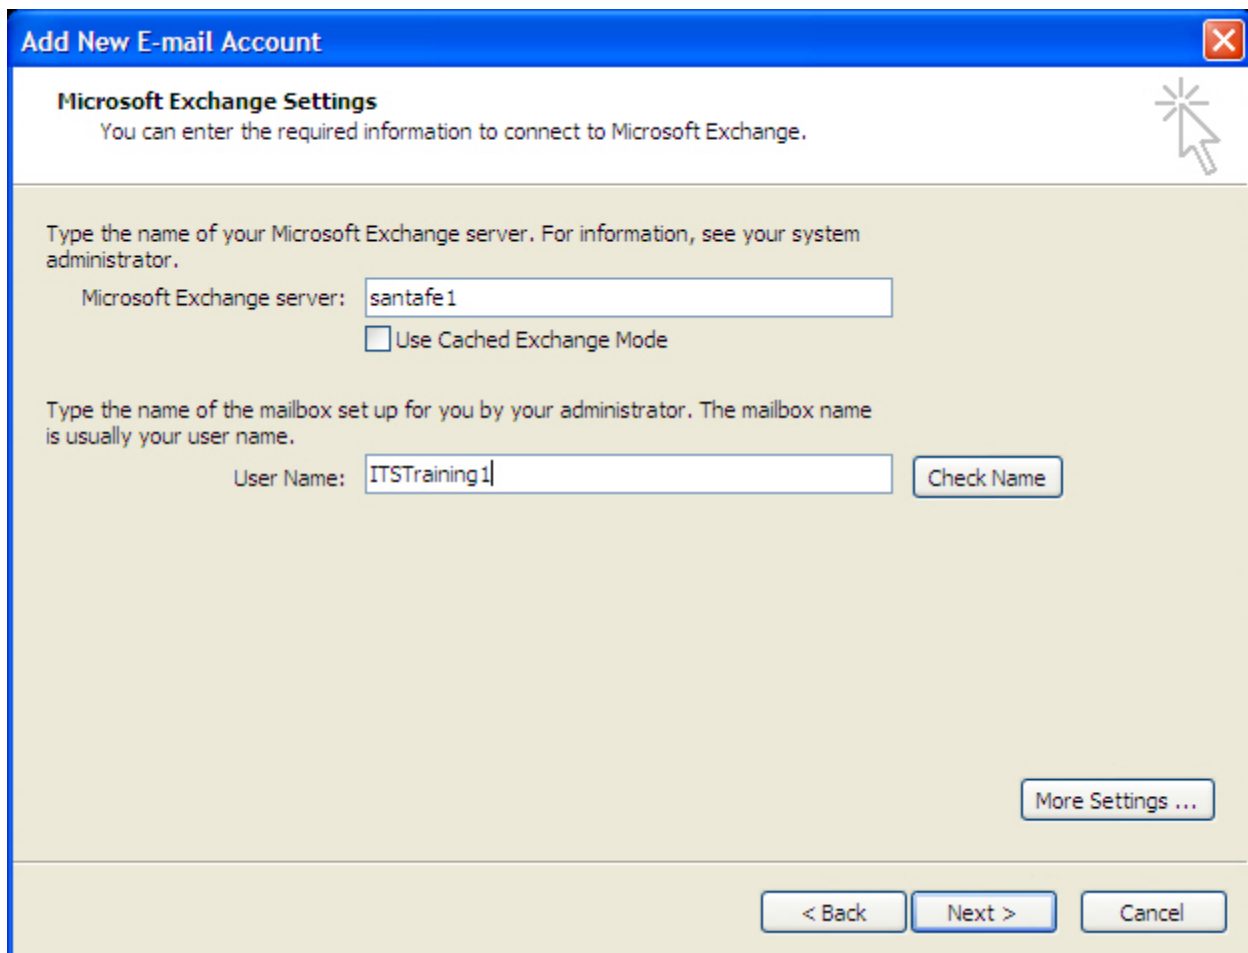 Add New E-mail Account
Microsoft Exchange Settings
You can enter the required information to connect to Microsoft Exchange.
Type the name of your Microsoft Exchange server. For information, see your system
administrator.
Microsoft Exchange server: santafe1
Use Cached Exchange Mode
Type the name of the mailbox set up for you by your administrator. The mailbox name
is usually your user name.
User Name: ITSTraining1 Check Name
More Settings ...
< Back Next > Cancel